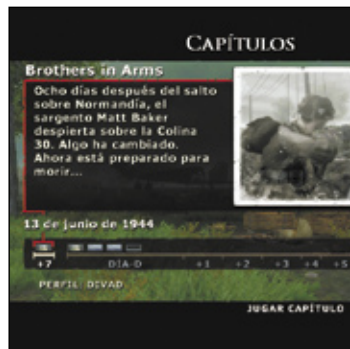 CAPÍTULOS
Brothers in Arms
Ocho días después del salto
sobre Normandía, el
sargento Matt Baker
despierta sobre la Colina
30. Algo ha cambiado.
Ahora está preparado para
morir...
13 de junio de 1944
+7 DIA-D +1 +2 +3 +4 +5
PERFIL: DIVAD
JUGAR CAPÍTULO